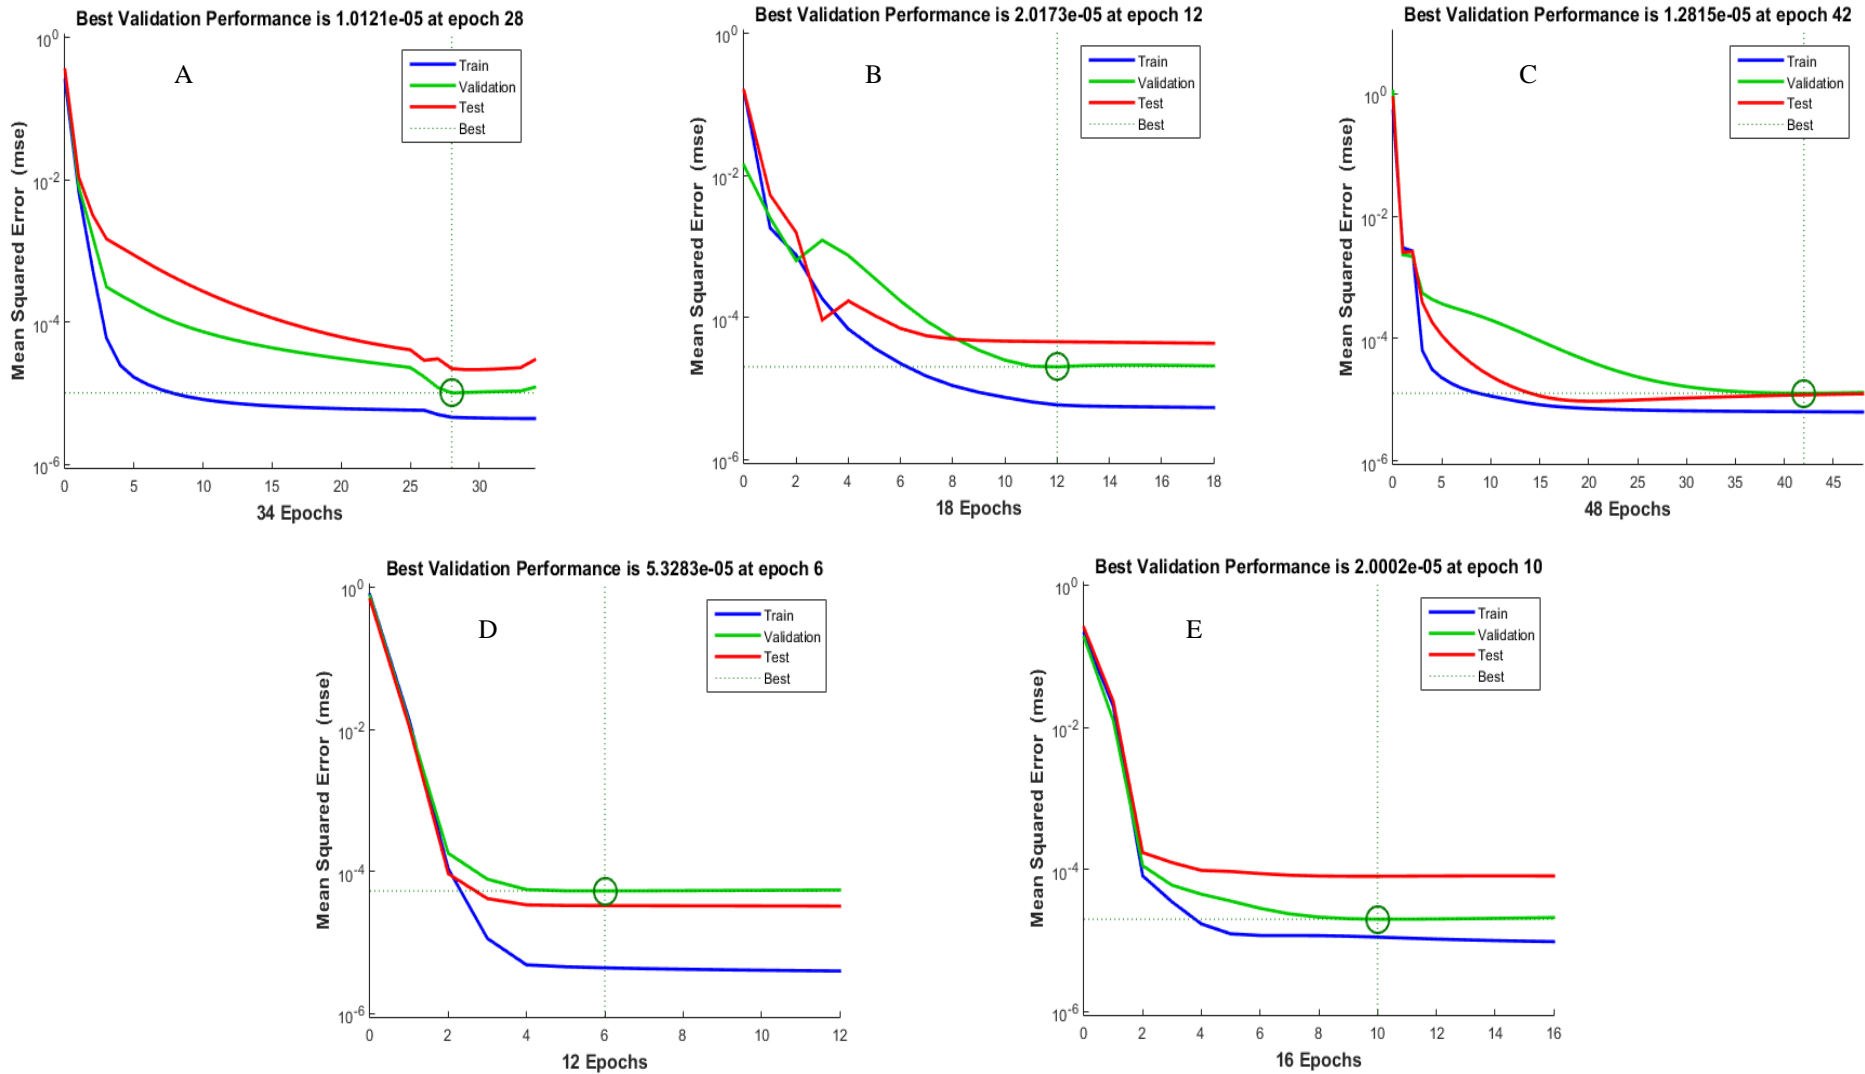 Best Validation Performance is 1.0121e-05 at epoch 28
A
Mean Squared Error (mse)
10^0
10^-2
10^-4
10^-6
Train
Validation
Test
Best
0 5 10 15 20 25 30
34 Epochs
Best Validation Performance is 2.0173e-05 at epoch 12
B
Mean Squared Error (mse)
10^0
10^-2
10^-4
10^-6
Train
Validation
Test
Best
0 2 4 6 8 10 12 14 16 18
18 Epochs
Best Validation Performance is 1.2815e-05 at epoch 42
C
Mean Squared Error (mse)
10^0
10^-2
10^-4
10^-6
Train
Validation
Test
Best
0 5 10 15 20 25 30 35 40 45
48 Epochs
Best Validation Performance is 5.3283e-05 at epoch 6
D
Mean Squared Error (mse)
10^0
10^-2
10^-4
10^-6
Train
Validation
Test
Best
0 2 4 6 8 10 12
12 Epochs
Best Validation Performance is 2.0002e-05 at epoch 10
E
Mean Squared Error (mse)
10^0
10^-2
10^-4
10^-6
Train
Validation
Test
Best
0 2 4 6 8 10 12 14 16
16 Epochs